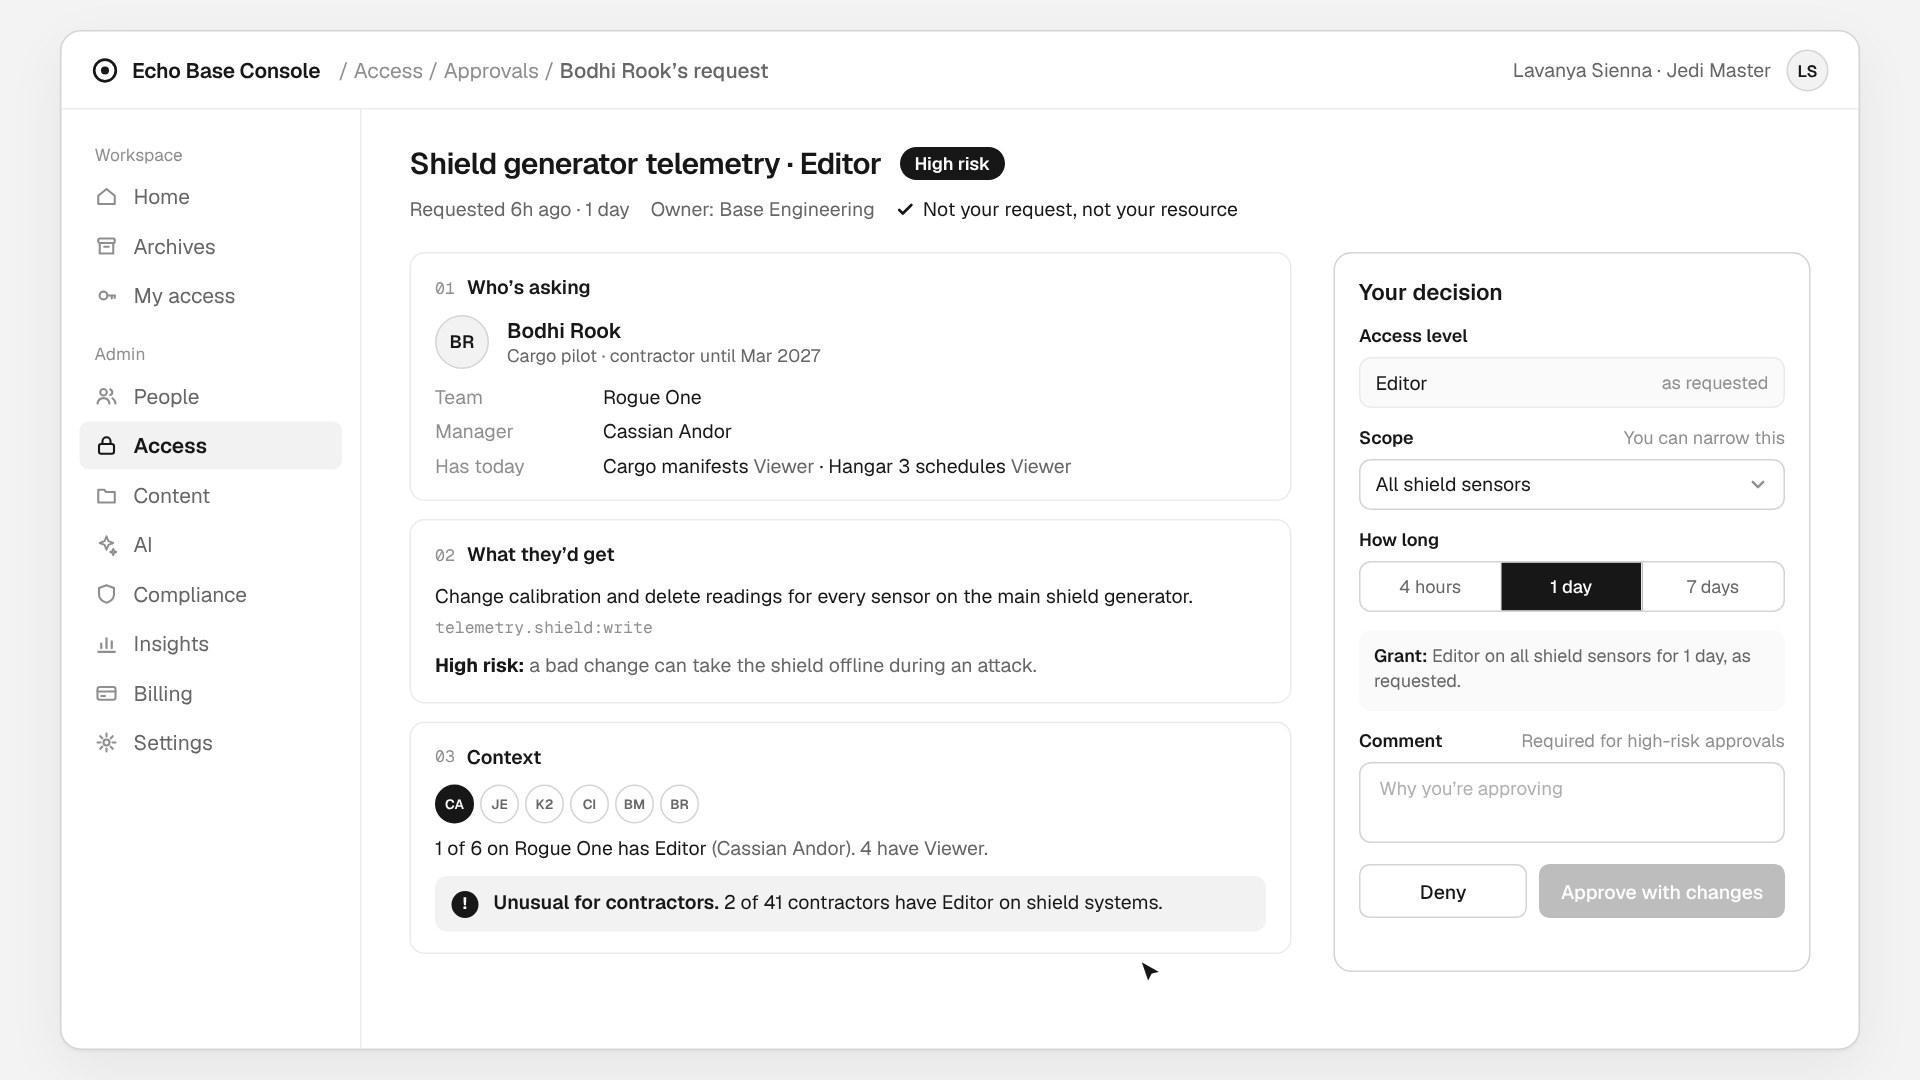 Echo Base Console / Access / Approvals / Bodhi Rook’s request
Lavanya Sienna · Jedi Master LS
Workspace
Home
Archives
My access
Admin
People
Access
Content
AI
Compliance
Insights
Billing
Settings
Shield generator telemetry · Editor High risk
Requested 6h ago · 1 day Owner: Base Engineering Not your request, not your resource
01 Who’s asking
BR
Bodhi Rook
Cargo pilot · contractor until Mar 2027
Team Rogue One
Manager Cassian Andor
Has today Cargo manifests Viewer · Hangar 3 schedules Viewer
02 What they’d get
Change calibration and delete readings for every sensor on the main shield generator.
telemetry.shield:write
High risk: a bad change can take the shield offline during an attack.
03 Context
CA JE K2 CI BM BR
1 of 6 on Rogue One has Editor (Cassian Andor). 4 have Viewer.
! Unusual for contractors. 2 of 41 contractors have Editor on shield systems.
Your decision
Access level
Editor as requested
Scope You can narrow this
All shield sensors
How long
4 hours 1 day 7 days
Grant: Editor on all shield sensors for 1 day, as
requested.
Comment Required for high-risk approvals
Why you’re approving
Deny Approve with changes